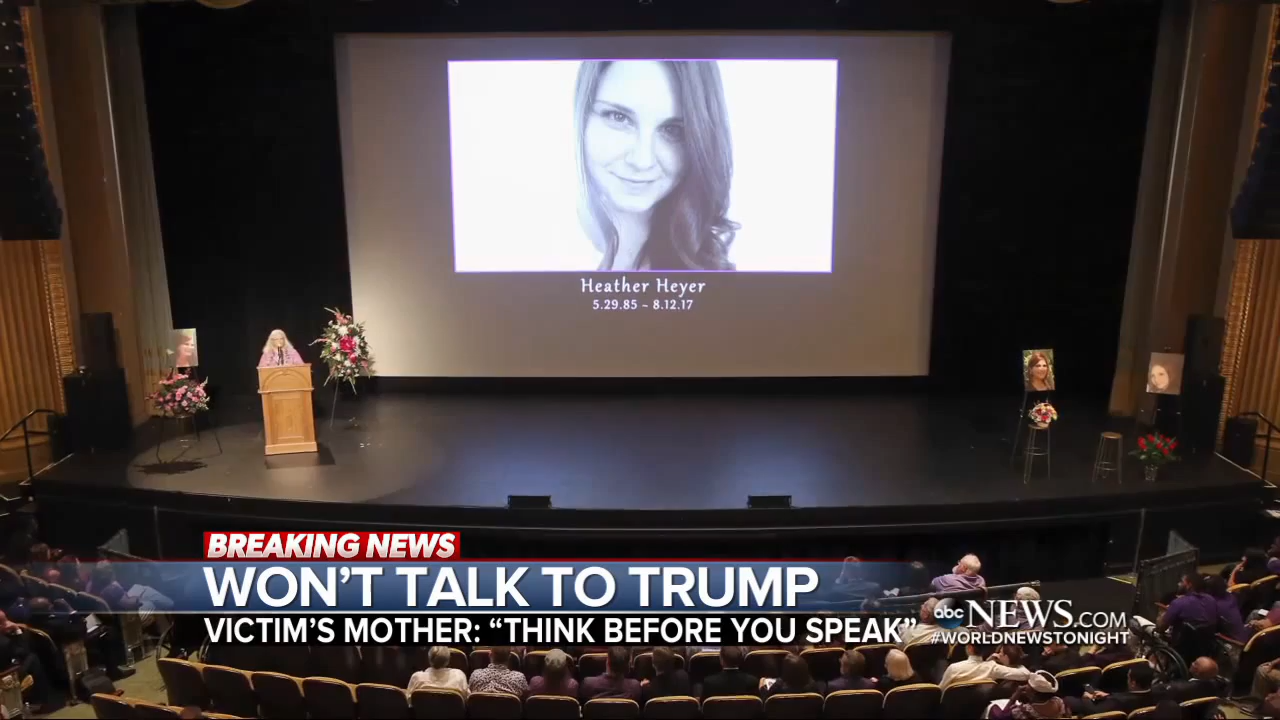 Heather Heyer
5.29.85 ~ 8.12.17
BREAKING NEWS
WON'T TALK TO TRUMP
VICTIM'S MOTHER: “THINK BEFORE YOU SPEAK”
abc NEWS.COM
#WORLDNEWSTONIGHT